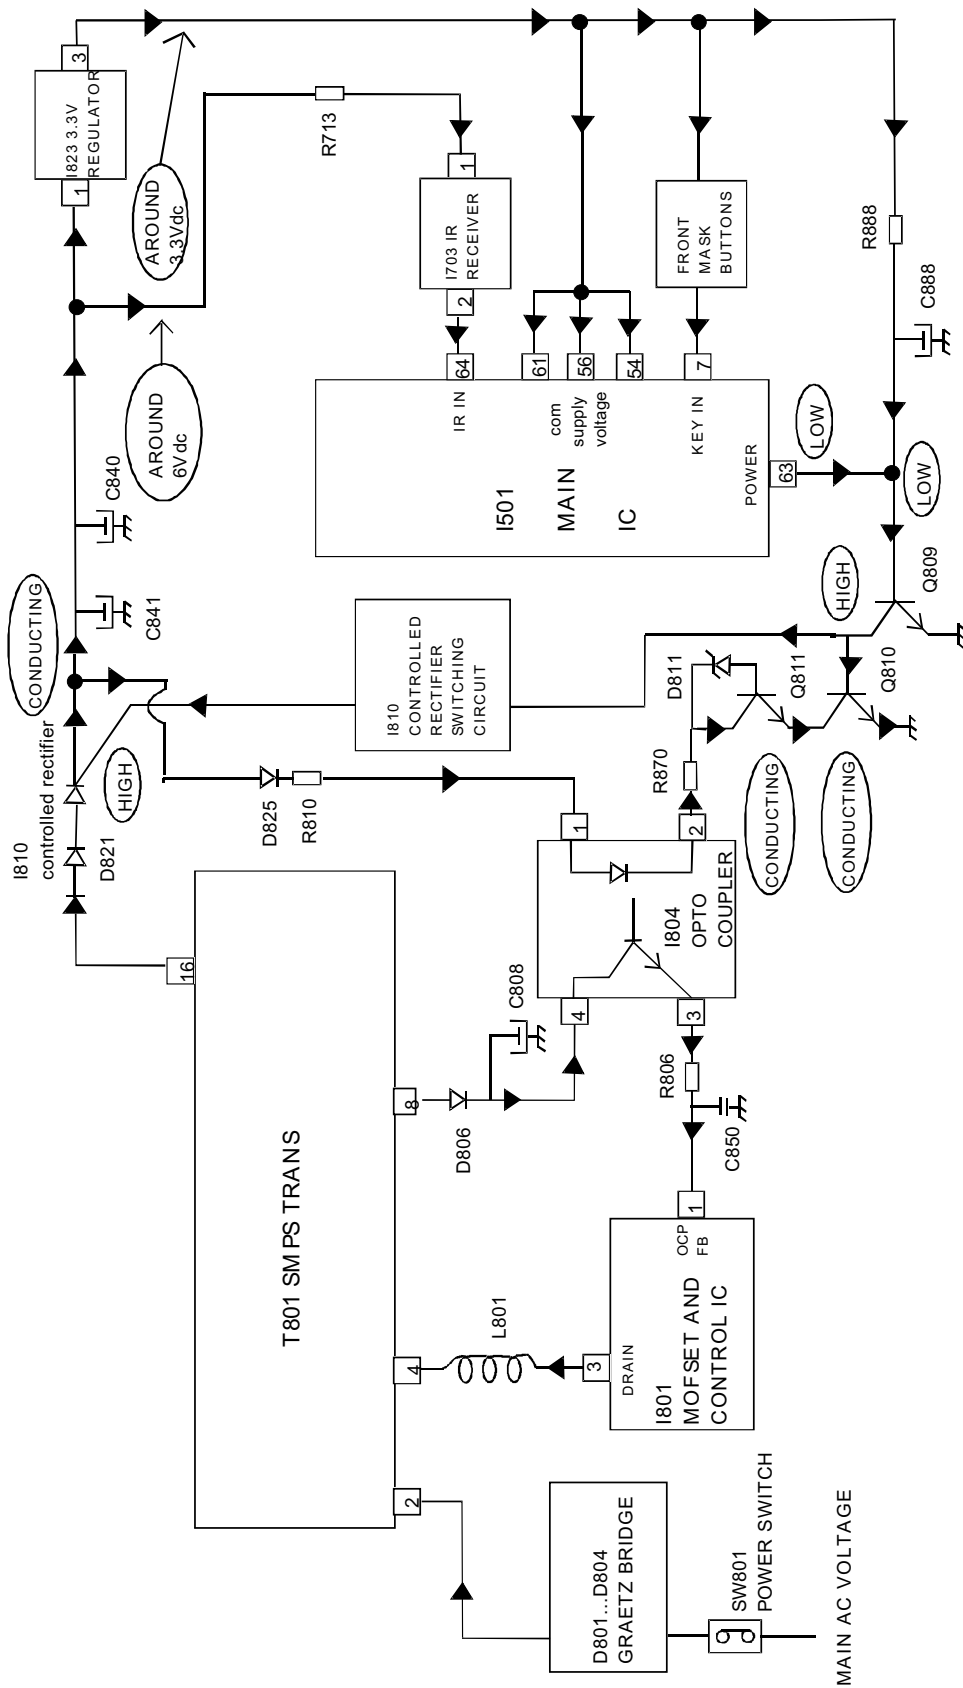 MAIN AC VOLTAGE
SW801
POWER SWITCH
D801...D804
GRAETZ BRIDGE
2
4
8
16
T801 SMPS TRANS
L801
3
DRAIN
I801
MOFSET AND
CONTROL IC
OCP
FB
1
C850
R806
D806
C808
4
3
I804
OPTO
COUPLER
1
2
I810
controlled rectifier
D821
HIGH
CONDUCTING
D825
R810
R870
CONDUCTING
CONDUCTING
D811
Q811
Q810
HIGH
Q809
I810
CONTROLLED
RECTIFIER
SWITCHING
CIRCUIT
C841
C840
AROUND
6Vdc
AROUND
3.3Vdc
1
I823 3.3V
REGULATOR
3
R713
1
I703 IR
RECEIVER
2
64
IR IN
61
56
54
com
supply
voltage
7
KEY IN
FRONT
MASK
BUTTONS
I501
MAIN
IC
POWER
63
LOW
LOW
C888
R888